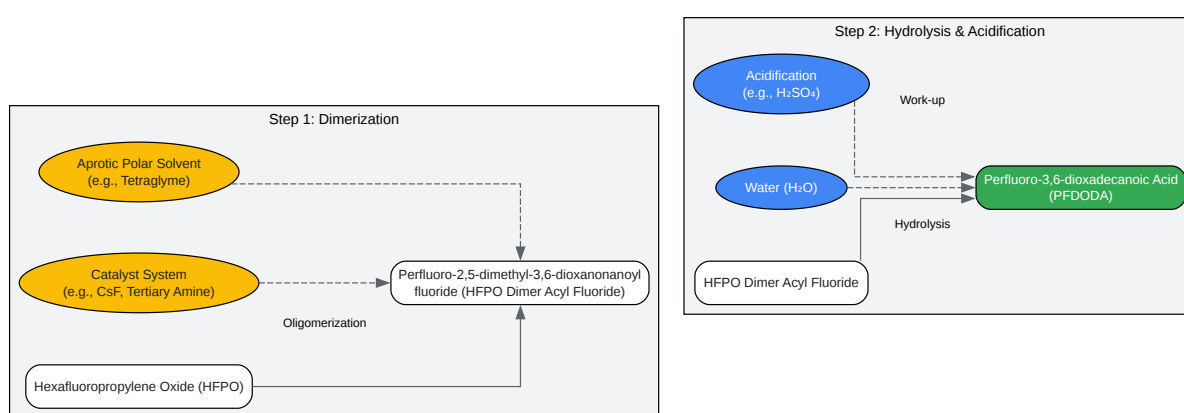 Step 1: Dimerization
Aprotic Polar Solvent
(e.g., Tetraglyme)
Catalyst System
(e.g., CsF, Tertiary Amine)
Oligomerization
Perfluoro-2,5-dimethyl-3,6-dioxanonanoyl
fluoride (HFPO Dimer Acyl Fluoride)
Hexafluoropropylene Oxide (HFPO)
Step 2: Hydrolysis & Acidification
Acidification
(e.g., H₂SO₄)
Work-up
Water (H₂O)
Perfluoro-3,6-dioxadecanoic Acid
(PFDODA)
Hydrolysis
HFPO Dimer Acyl Fluoride